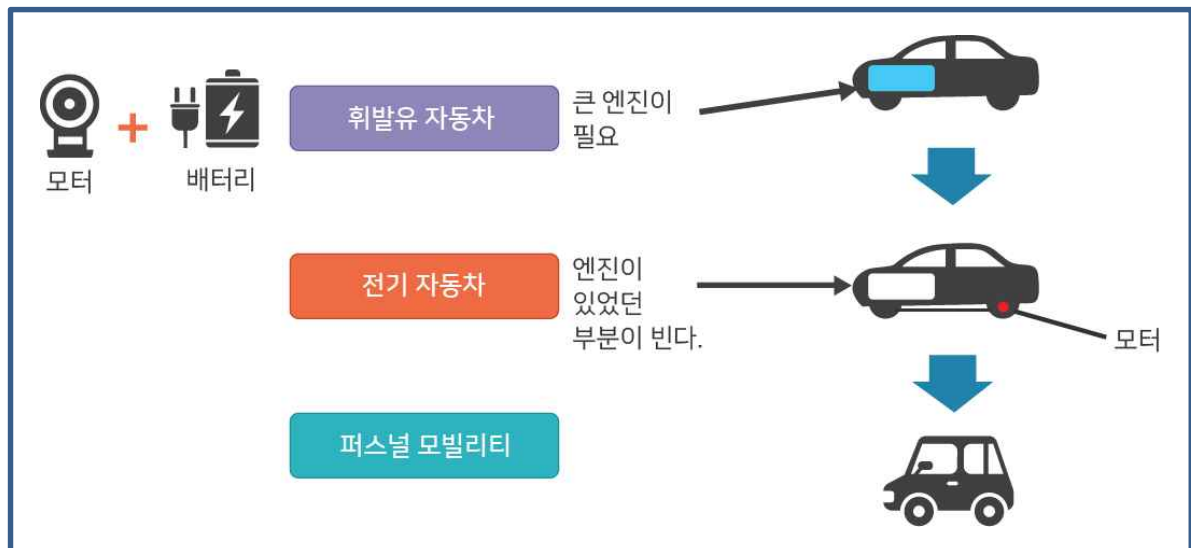 모터
배터리
휘발유 자동차
큰 엔진이
필요
전기 자동차
엔진이
있었던
부분이 빈다.
모터
퍼스널 모빌리티